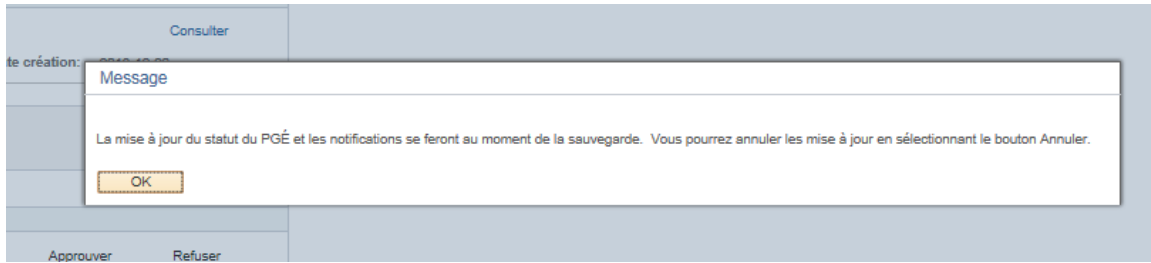 Consulter
te création:
Message
La mise à jour du statut du PGÉ et les notifications se feront au moment de la sauvegarde. Vous pourrez annuler les mise à jour en sélectionnant le bouton Annuler.
OK
Approuver Refuser